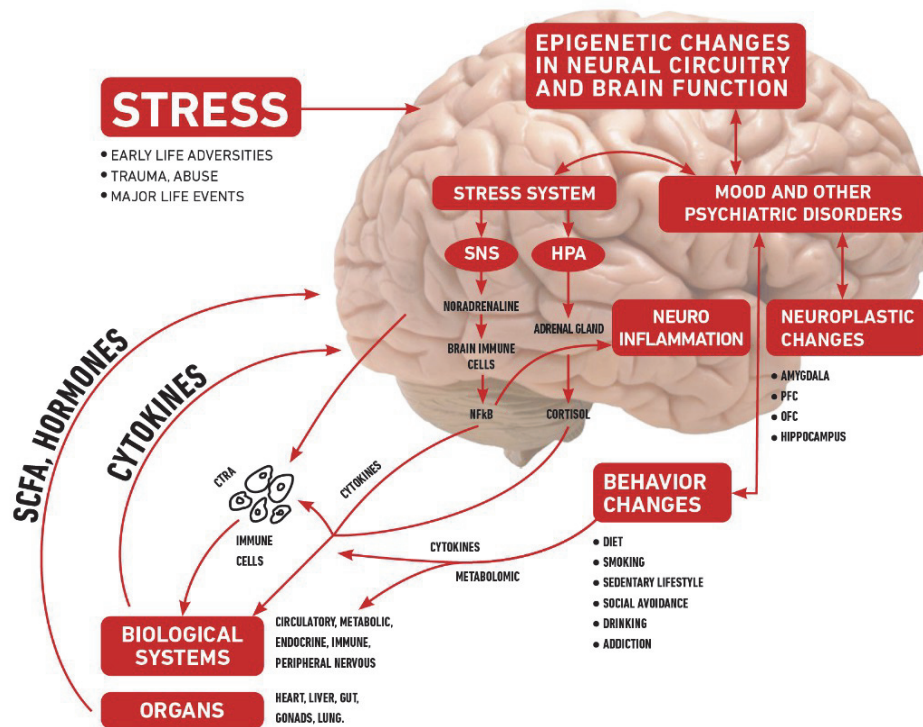 EPIGENETIC CHANGES
IN NEURAL CIRCUITRY
AND BRAIN FUNCTION
STRESS
• EARLY LIFE ADVERSITIES
• TRAUMA, ABUSE
• MAJOR LIFE EVENTS
STRESS SYSTEM
MOOD AND OTHER
PSYCHIATRIC DISORDERS
SNS
HPA
NORADRENALINE
ADRENAL GLAND
NEURO
INFLAMMATION
NEUROPLASTIC
CHANGES
BRAIN IMMUNE
CELLS
• AMYGDALA
• PFC
• OFC
• HIPPOCAMPUS
NFkB
CORTISOL
SCFA, HORMONES
CYTOKINES
CTRA
CYTOKINES
IMMUNE
CELLS
BEHAVIOR
CHANGES
• DIET
• SMOKING
• SEDENTARY LIFESTYLE
• SOCIAL AVOIDANCE
• DRINKING
• ADDICTION
CYTOKINES
METABOLOMIC
BIOLOGICAL
SYSTEMS
CIRCULATORY, METABOLIC,
ENDOCRINE, IMMUNE,
PERIPHERAL NERVOUS
ORGANS
HEART, LIVER, GUT,
GONADS, LUNG.